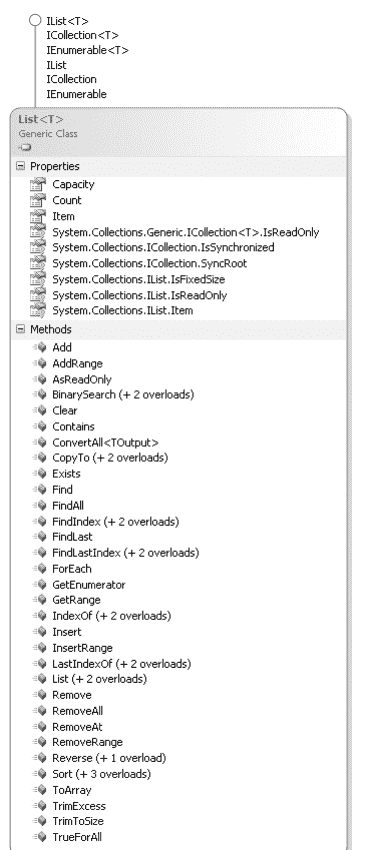 IList<T>
ICollection<T>
IEnumerable<T>
IList
ICollection
IEnumerable
List<T>
Generic Class
Properties
Capacity
Count
Item
System.Collections.Generic.ICollection<T>.IsReadOnly
System.Collections.ICollection.IsSynchronized
System.Collections.ICollection.SyncRoot
System.Collections.IList.IsFixedSize
System.Collections.IList.IsReadOnly
System.Collections.IList.Item
Methods
Add
AddRange
AsReadOnly
BinarySearch (+ 2 overloads)
Clear
Contains
ConvertAll<TOutput>
CopyTo (+ 2 overloads)
Exists
Find
FindAll
FindIndex (+ 2 overloads)
FindLast
FindLastIndex (+ 2 overloads)
ForEach
GetEnumerator
GetRange
IndexOf (+ 2 overloads)
Insert
InsertRange
LastIndexOf (+ 2 overloads)
List (+ 2 overloads)
Remove
RemoveAll
RemoveAt
RemoveRange
Reverse (+ 1 overload)
Sort (+ 3 overloads)
ToArray
TrimExcess
TrimToSize
TrueForAll